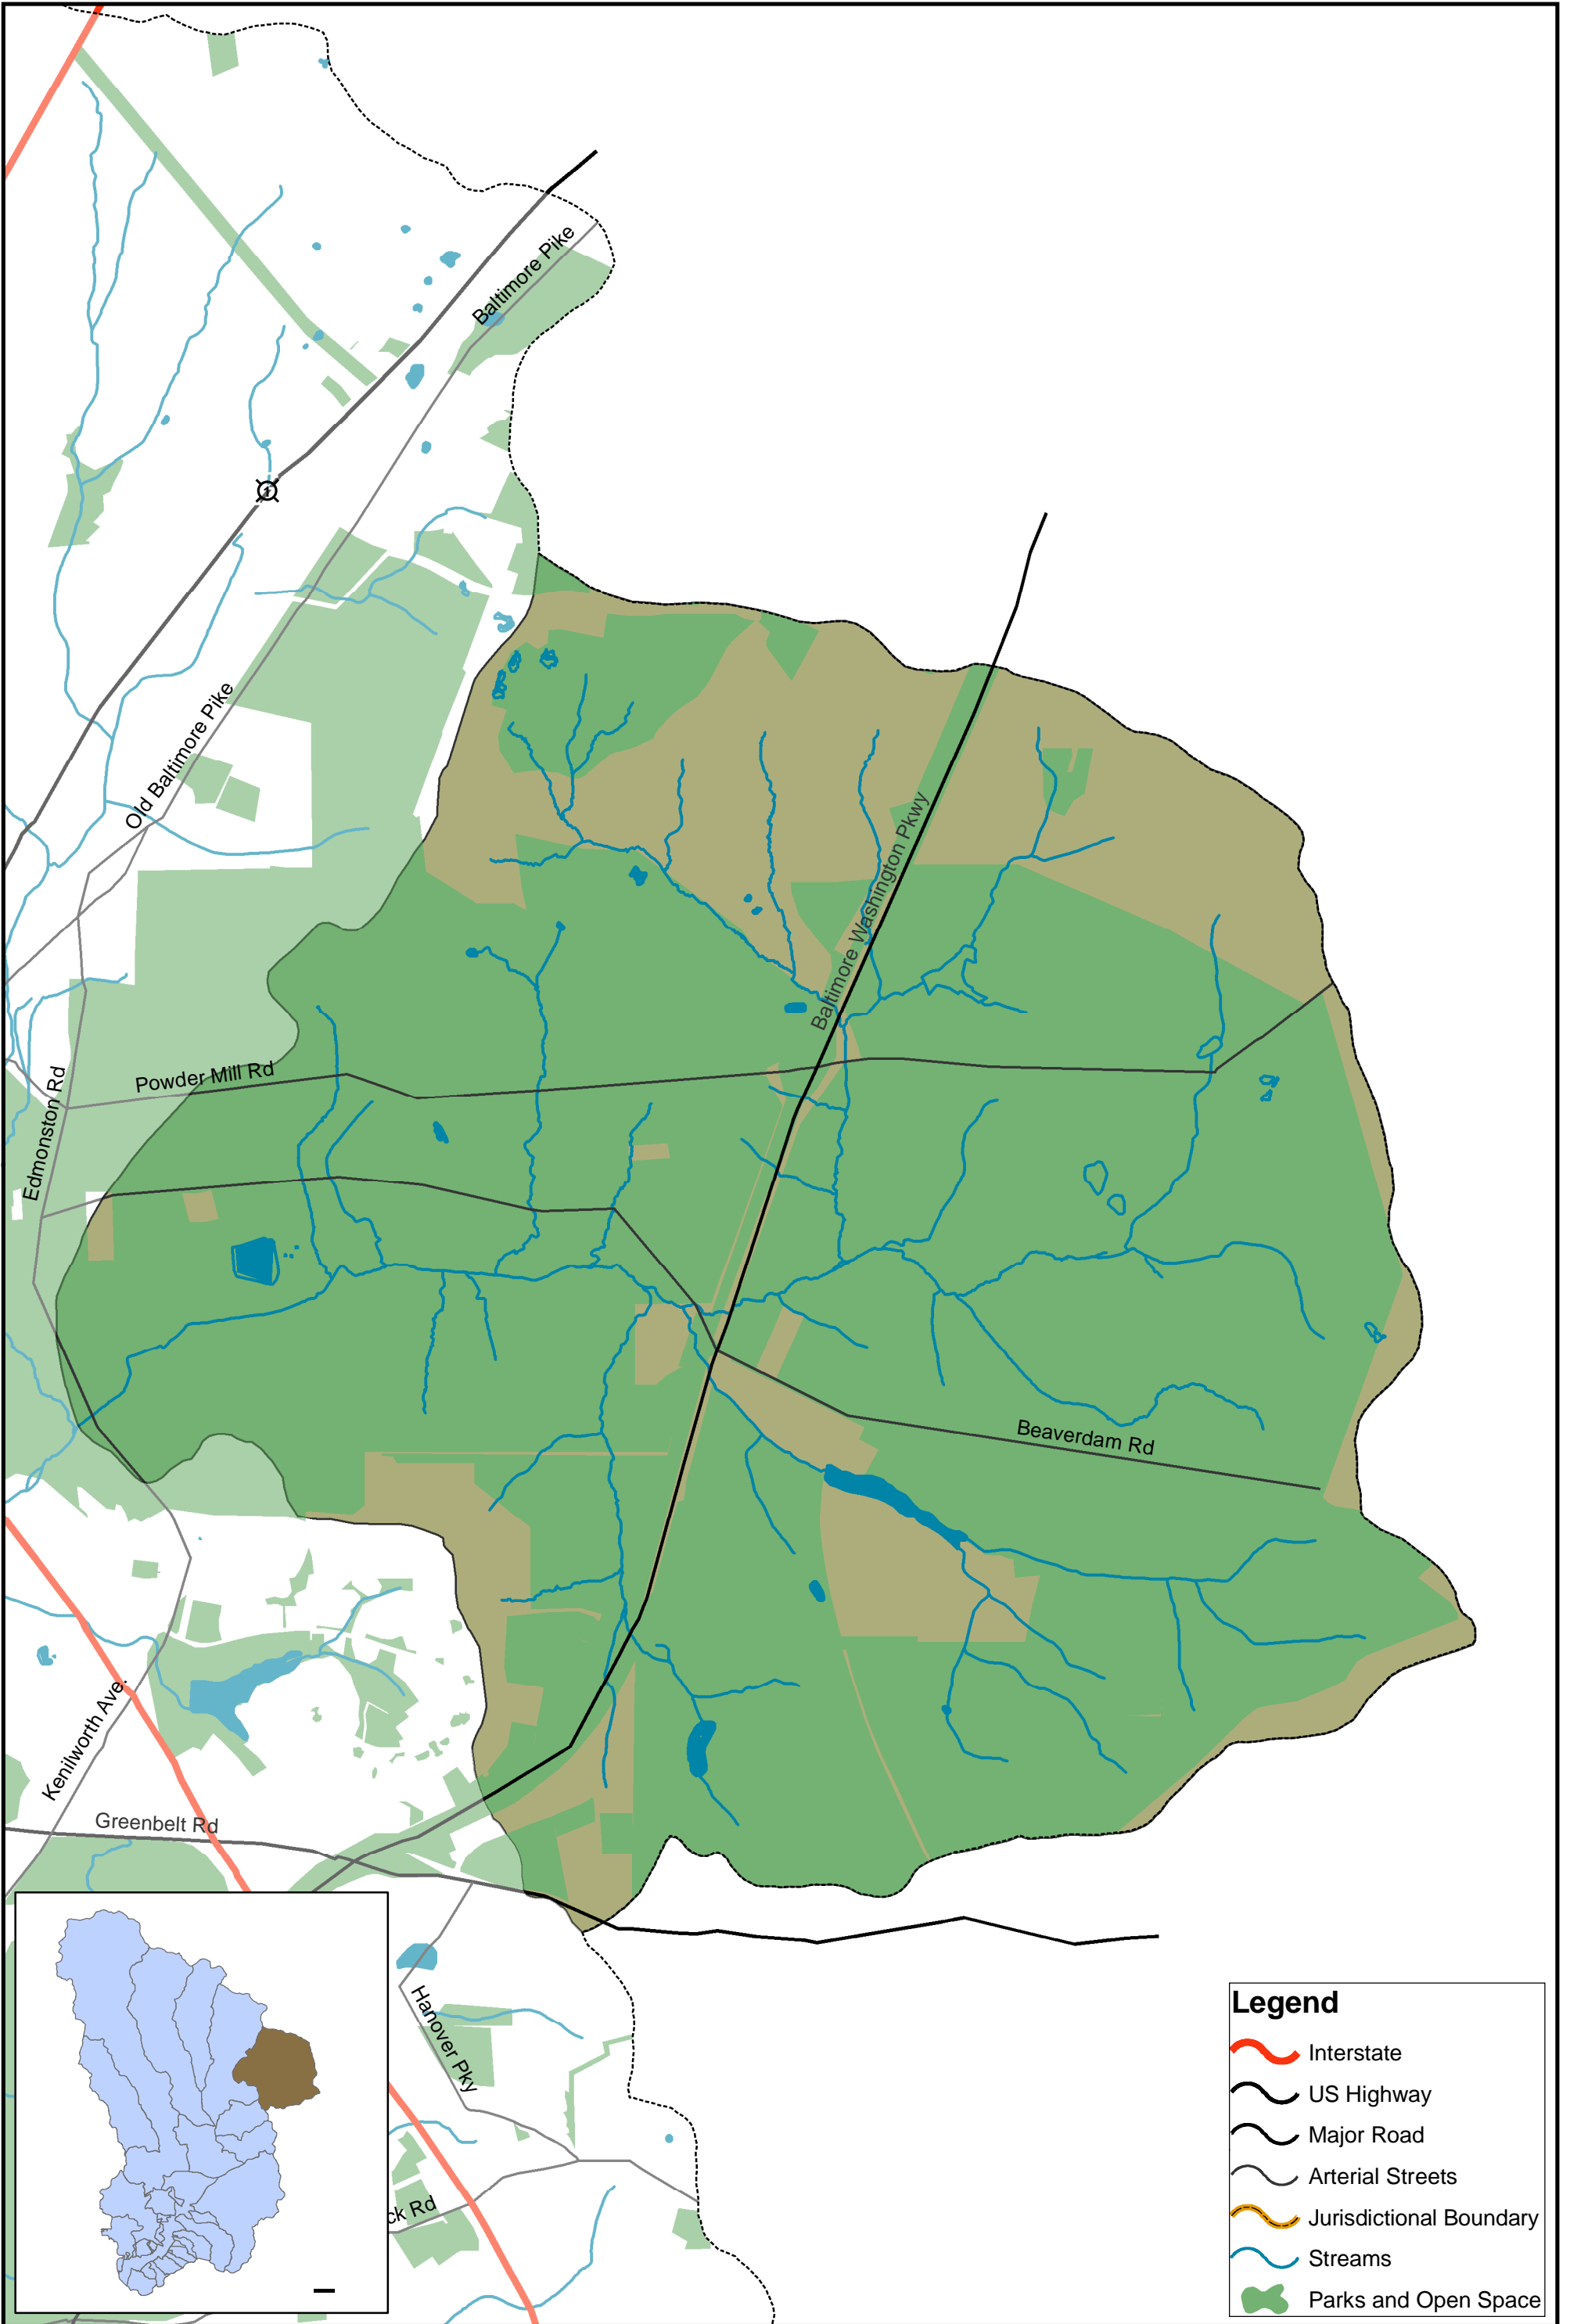 Baltimore Pike
Old Baltimore Pike
Baltimore Washington Pkwy
Powder Mill Rd
Edmonston Rd
Beaverdam Rd
Kenilworth Ave.
Greenbelt Rd
Hanover Pky
ck Rd
Legend
Interstate
US Highway
Major Road
Arterial Streets
Jurisdictional Boundary
Streams
Parks and Open Space